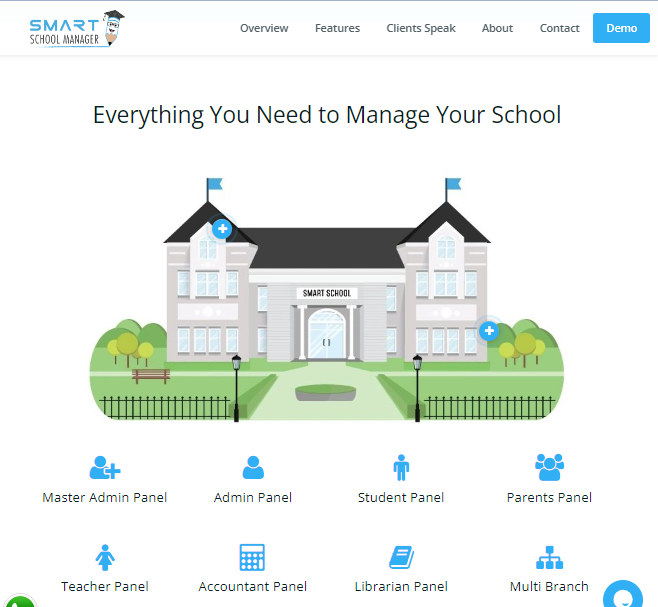 SMART
SCHOOL MANAGER
Overview Features Clients Speak About Contact Demo
Everything You Need to Manage Your School
SMART SCHOOL
Master Admin Panel Admin Panel Student Panel Parents Panel
Teacher Panel Accountant Panel Librarian Panel Multi Branch